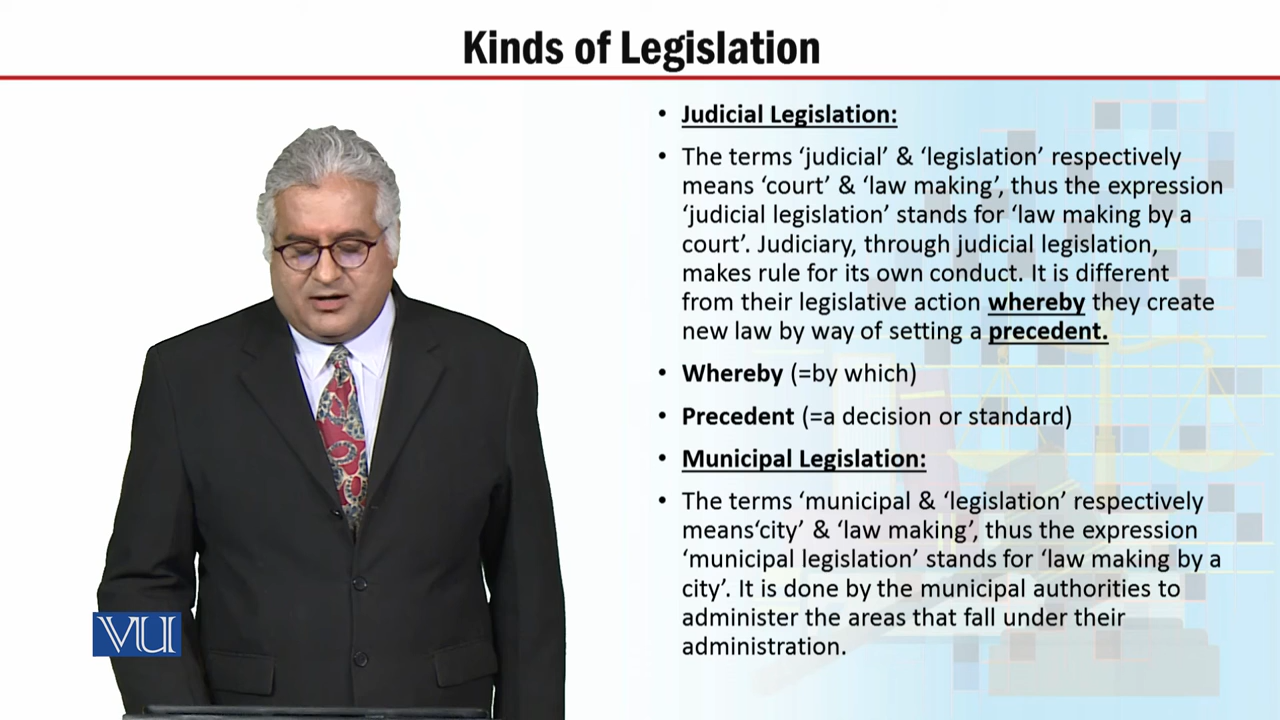 Kinds of Legislation
• Judicial Legislation:
• The terms ‘judicial’ & ‘legislation’ respectively
means ‘court’ & ‘law making’, thus the expression
‘judicial legislation’ stands for ‘law making by a
court’. Judiciary, through judicial legislation,
makes rule for its own conduct. It is different
from their legislative action whereby they create
new law by way of setting a precedent.
• Whereby (=by which)
• Precedent (=a decision or standard)
• Municipal Legislation:
• The terms ‘municipal & ‘legislation’ respectively
means‘city’ & ‘law making’, thus the expression
‘municipal legislation’ stands for ‘law making by a
city’. It is done by the municipal authorities to
administer the areas that fall under their
administration.
VU